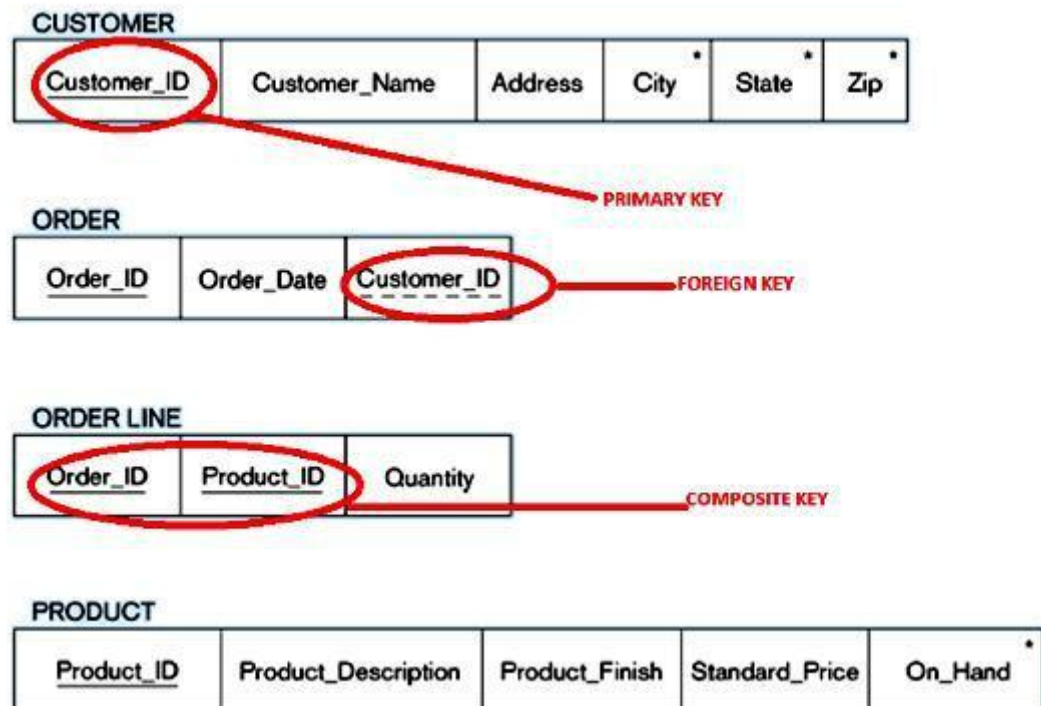 CUSTOMER
Customer_ID Customer_Name Address City * State * Zip *
PRIMARY KEY
ORDER
Order_ID Order_Date Customer_ID
FOREIGN KEY
ORDER LINE
Order_ID Product_ID Quantity
COMPOSITE KEY
PRODUCT
Product_ID Product_Description Product_Finish Standard_Price On_Hand *